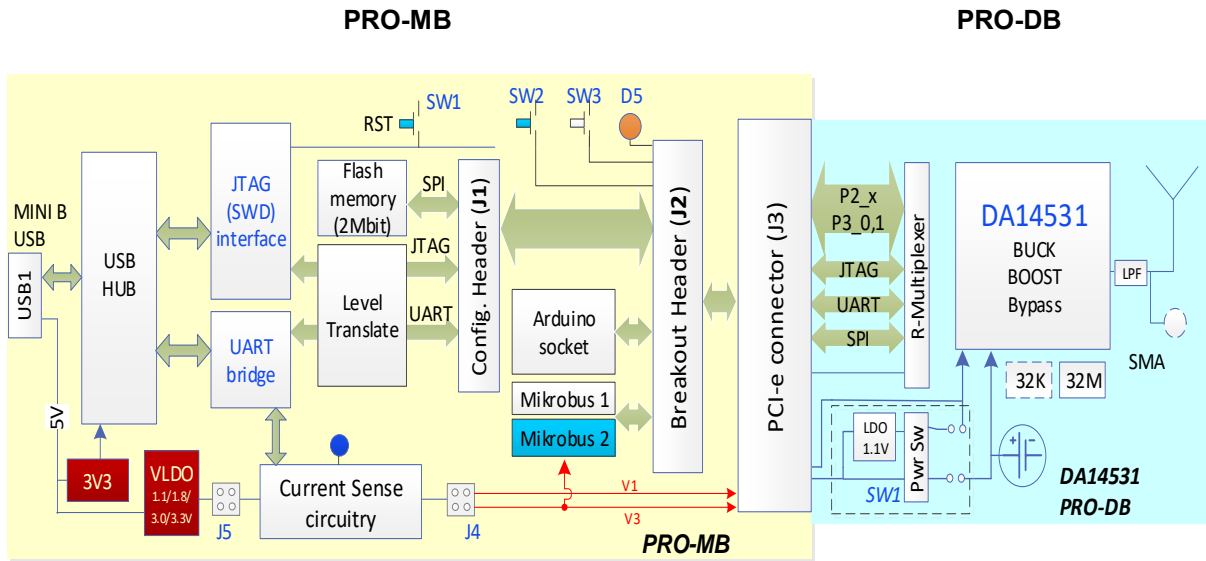 PRO-MB
PRO-DB
SW1
SW2
SW3
D5
RST
MINI B
USB
USB1
USB
HUB
JTAG
(SWD)
interface
Flash
memory
(2Mbit)
SPI
JTAG
UART
Level
Translate
UART
bridge
Config. Header (J1)
Arduino
socket
Mikrobus 1
Mikrobus 2
Breakout Header (J2)
PCI-e connector (J3)
P2_x
P3_0,1
JTAG
UART
SPI
R-Multiplexer
DA14531
BUCK
BOOST
Bypass
LPF
SMA
32K
32M
5V
3V3
VLDO
1.1/1.8/
3.0/3.3V
J5
Current Sense
circuitry
J4
V1
V3
PRO-MB
LDO
1.1V
Pwr Sw
SW1
DA14531
PRO-DB